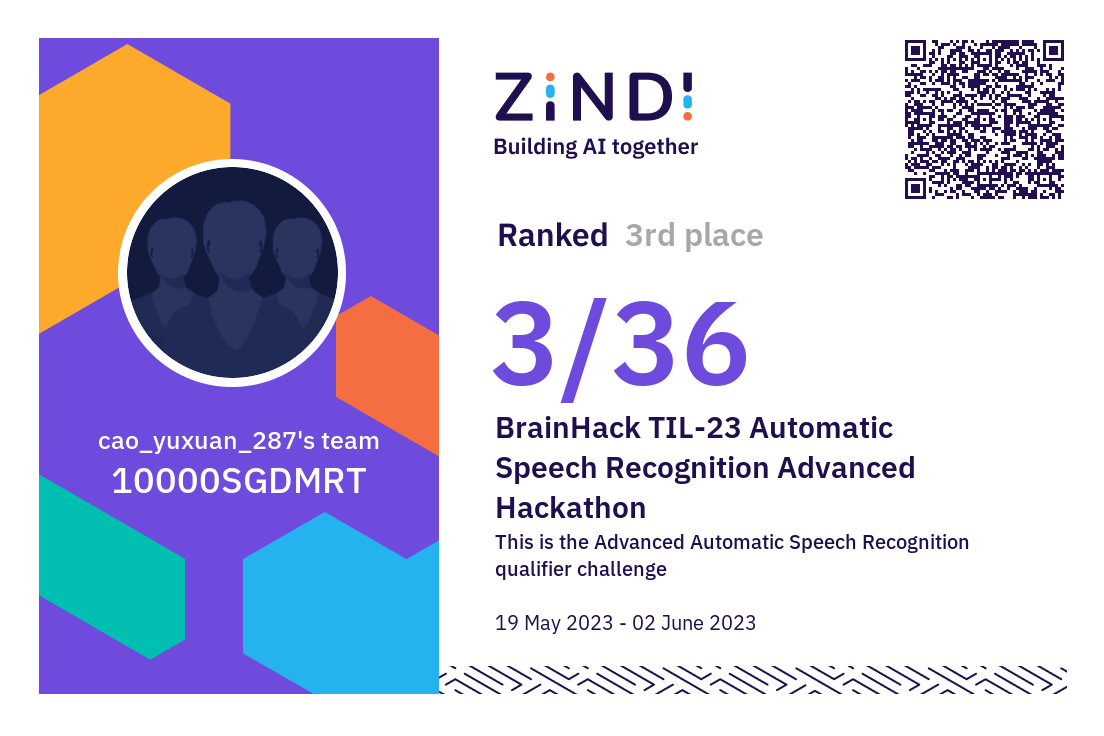 cao_yuxuan_287's team
10000SGDMRT
ZiNDi
Building AI together
Ranked 3rd place
3/36
BrainHack TIL-23 Automatic
Speech Recognition Advanced
Hackathon
This is the Advanced Automatic Speech Recognition
qualifier challenge
19 May 2023 - 02 June 2023